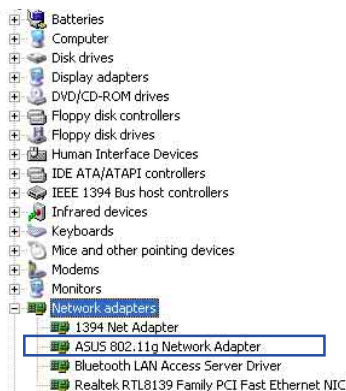 Batteries
Computer
Disk drives
Display adapters
DVD/CD-ROM drives
Floppy disk controllers
Floppy disk drives
Human Interface Devices
IDE ATA/ATAPI controllers
IEEE 1394 Bus host controllers
Infrared devices
Keyboards
Mice and other pointing devices
Modems
Monitors
Network adapters
1394 Net Adapter
ASUS 802.11g Network Adapter
Bluetooth LAN Access Server Driver
Realtek RTL8139 Family PCI Fast Ethernet NIC